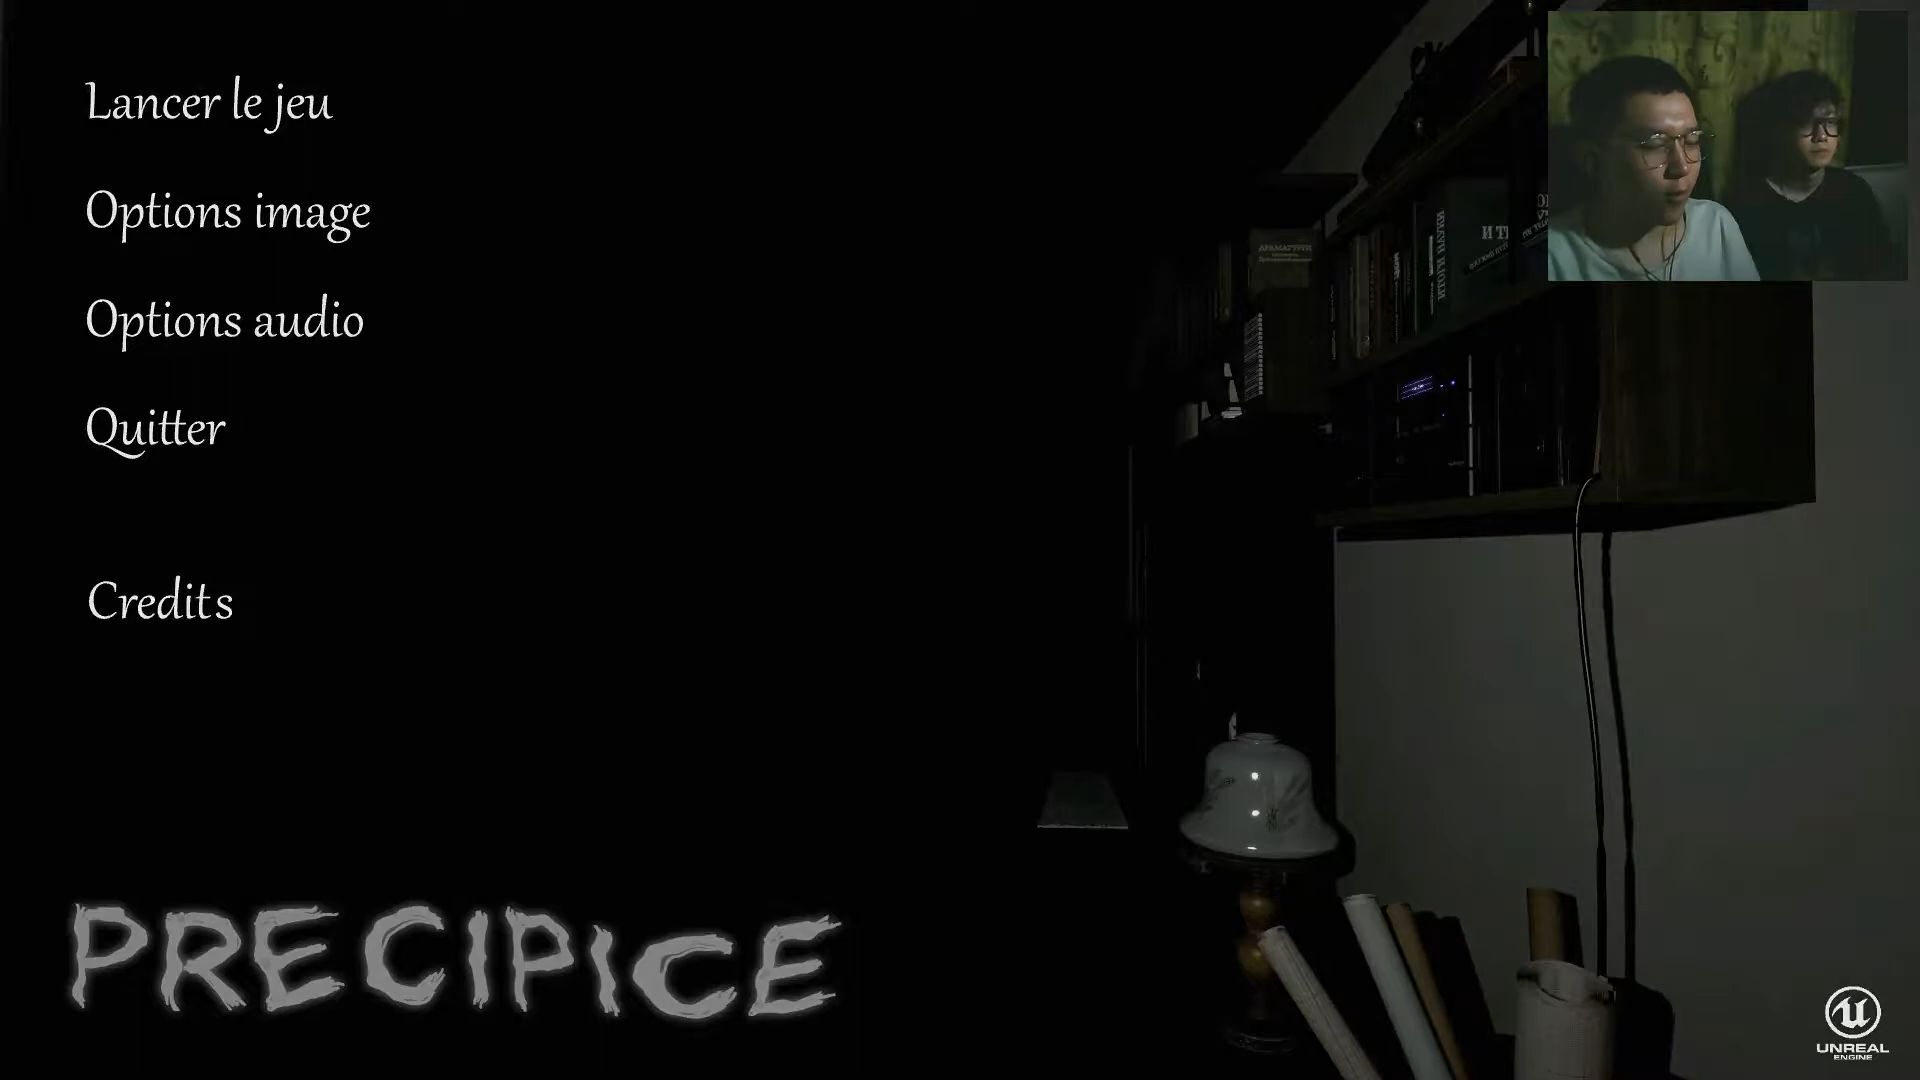 Lancer le jeu
Options image
Options audio
Quitter
Credits
PRECIPICE
UNREAL
ENGINE